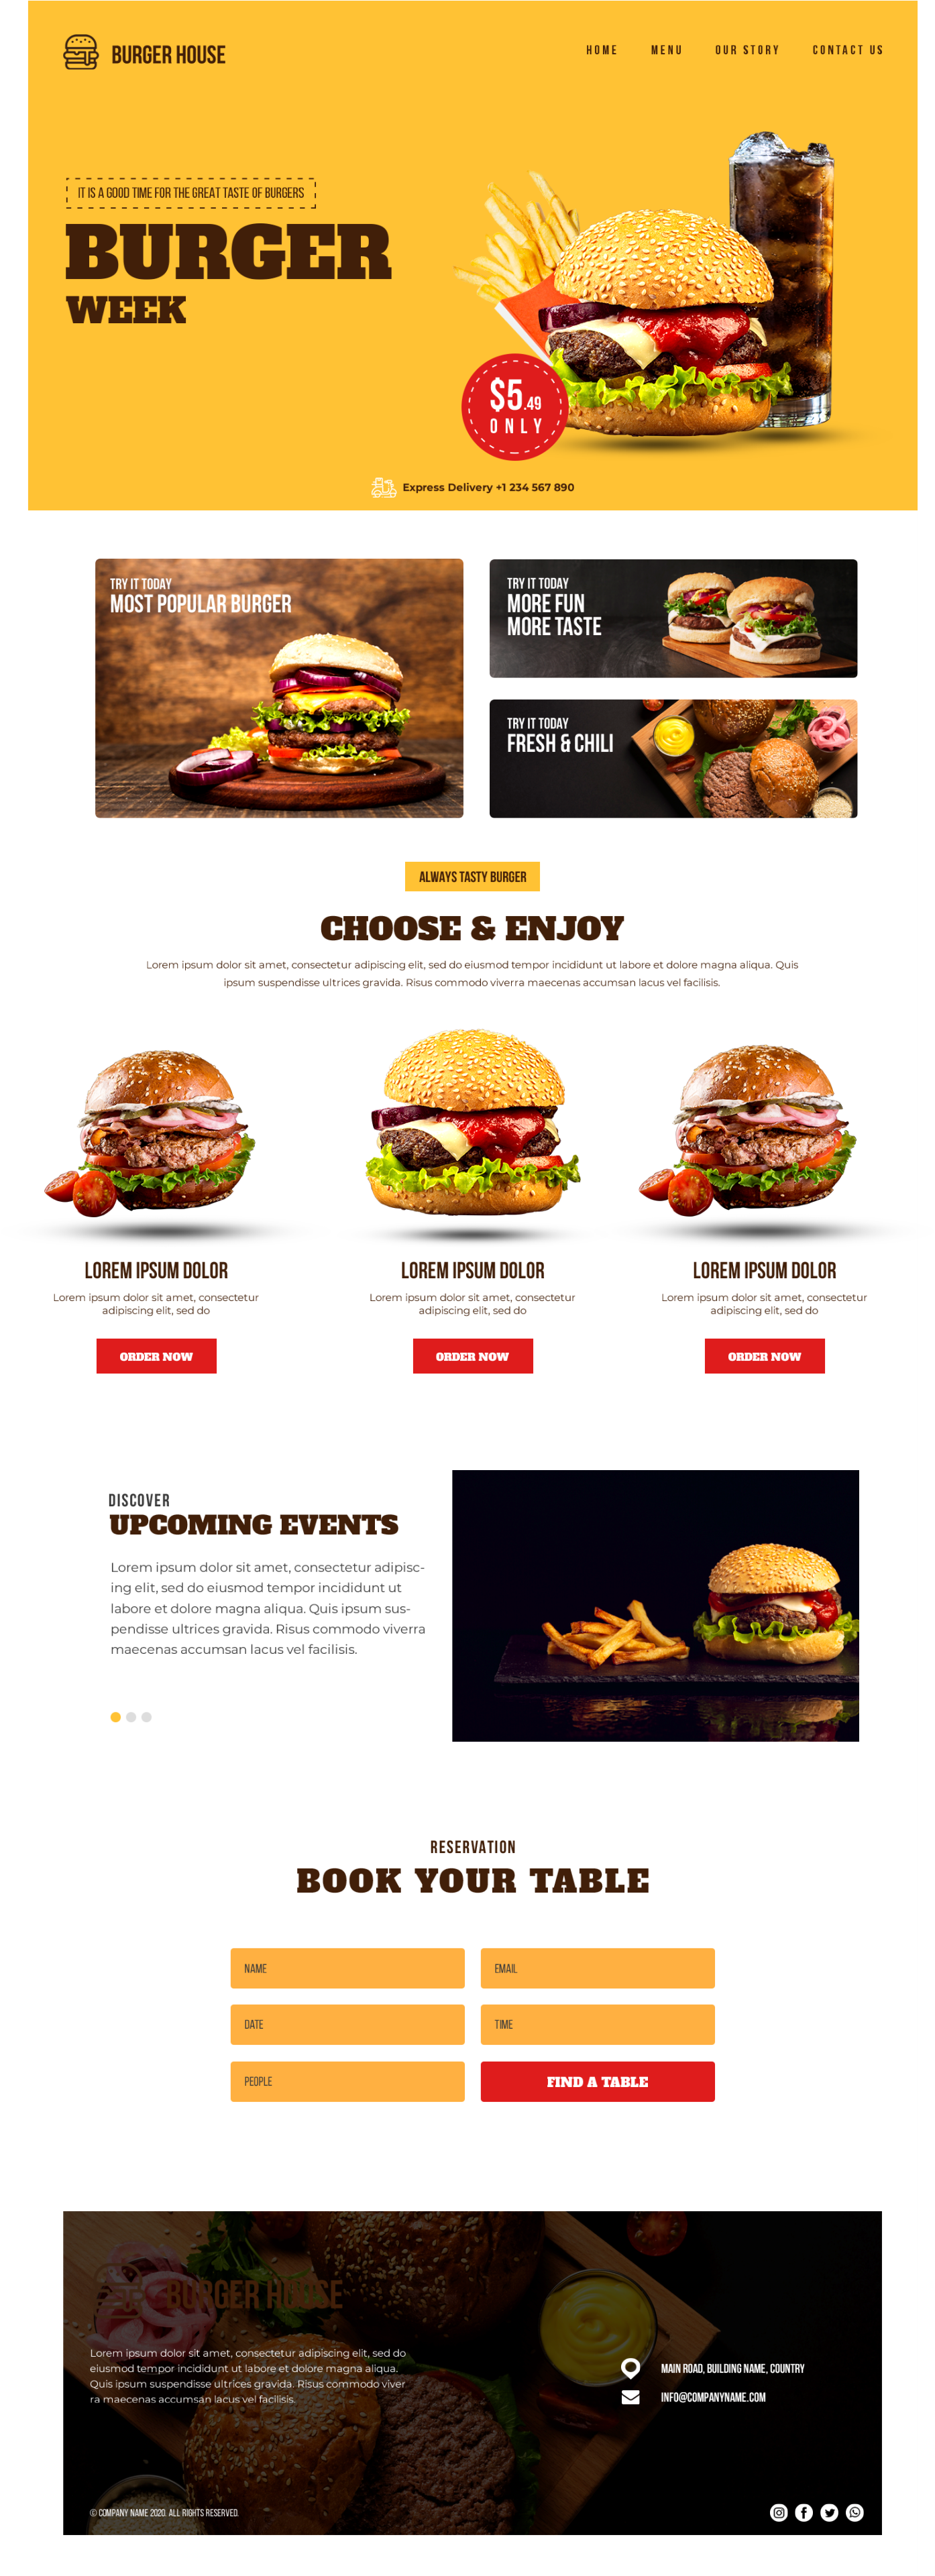 BURGER HOUSE
HOME MENU OUR STORY CONTACT US
IT IS A GOOD TIME FOR THE GREAT TASTE OF BURGERS
BURGER
WEEK
$5.49
ONLY
Express Delivery +1 234 567 890
TRY IT TODAY
MOST POPULAR BURGER
TRY IT TODAY
MORE FUN
MORE TASTE
TRY IT TODAY
FRESH & CHILI
ALWAYS TASTY BURGER
CHOOSE & ENJOY
Lorem ipsum dolor sit amet, consectetur adipiscing elit, sed do eiusmod tempor incididunt ut labore et dolore magna aliqua. Quis
ipsum suspendisse ultrices gravida. Risus commodo viverra maecenas accumsan lacus vel facilisis.
LOREM IPSUM DOLOR
Lorem ipsum dolor sit amet, consectetur
adipiscing elit, sed do
ORDER NOW
LOREM IPSUM DOLOR
Lorem ipsum dolor sit amet, consectetur
adipiscing elit, sed do
ORDER NOW
LOREM IPSUM DOLOR
Lorem ipsum dolor sit amet, consectetur
adipiscing elit, sed do
ORDER NOW
DISCOVER
UPCOMING EVENTS
Lorem ipsum dolor sit amet, consectetur adipisc-
ing elit, sed do eiusmod tempor incididunt ut
labore et dolore magna aliqua. Quis ipsum sus-
pendisse ultrices gravida. Risus commodo viverra
maecenas accumsan lacus vel facilisis.
RESERVATION
BOOK YOUR TABLE
NAME
EMAIL
DATE
TIME
PEOPLE
FIND A TABLE
BURGER HOUSE
Lorem ipsum dolor sit amet, consectetur adipiscing elit, sed do
eiusmod tempor incididunt ut labore et dolore magna aliqua.
Quis ipsum suspendisse ultrices gravida. Risus commodo viver
ra maecenas accumsan lacus vel facilisis.
MAIN ROAD, BUILDING NAME, COUNTRY
INFO@COMPANYNAME.COM
© COMPANY NAME 2020. ALL RIGHTS RESERVED.